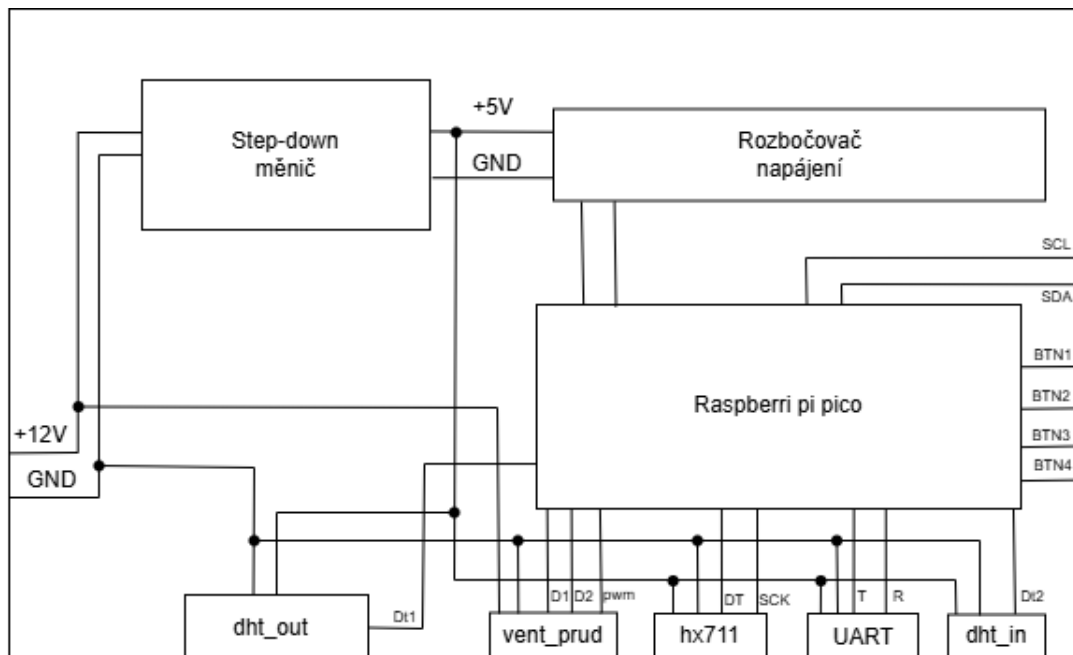 +5V
Step-down
měnič
GND
Rozbočovač
napájení
SCL
SDA
BTN1
Raspberri pi pico
BTN2
+12V
BTN3
GND
BTN4
Dt1
D1
D2
pwm
DT
SCK
T
R
Dt2
dht_out
vent_prud
hx711
UART
dht_in